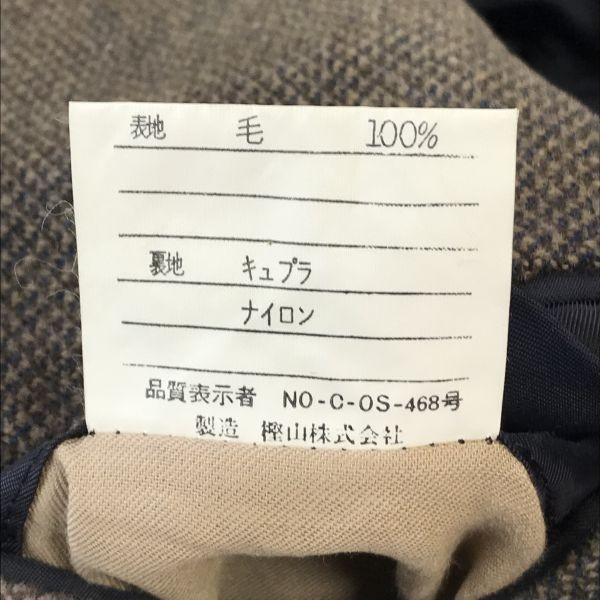 表地 毛 100%
裏地 キュプラ
ナイロン
品質表示者 NO-C-OS-468号
製造 樫山株式会社